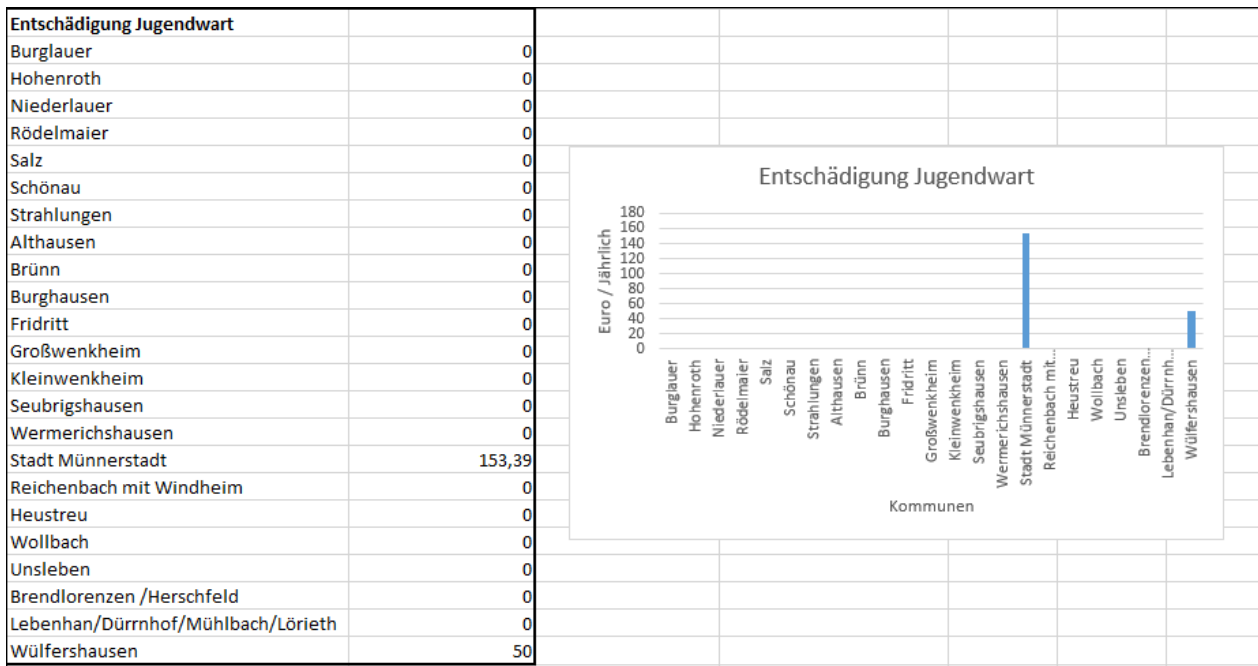 Entschädigung Jugendwart
Burglauer 0
Hohenroth 0
Niederlauer 0
Rödelmaier 0
Salz 0
Schönau 0
Strahlungen 0
Althausen 0
Brünn 0
Burghausen 0
Fridritt 0
Großwenkheim 0
Kleinwenkheim 0
Seubrigshausen 0
Wermerichshausen 0
Stadt Münnerstadt 153,39
Reichenbach mit Windheim 0
Heustreu 0
Wollbach 0
Unsleben 0
Brendlorenzen /Herschfeld 0
Lebenhan/Dürrnhof/Mühlbach/Lörieth 0
Wülfershausen 50
Entschädigung Jugendwart
Euro / Jährlich
180
160
140
120
100
80
60
40
20
0
Burglauer
Hohenroth
Niederlauer
Rödelmaier
Salz
Schönau
Strahlungen
Althausen
Brünn
Burghausen
Fridritt
Großwenkheim
Kleinwenkheim
Seubrigshausen
Wermerichshausen
Stadt Münnerstadt
Reichenbach mit...
Heustreu
Wollbach
Unsleben
Brendlorenzen...
Lebenhan/Dürrnh...
Wülfershausen
Kommunen